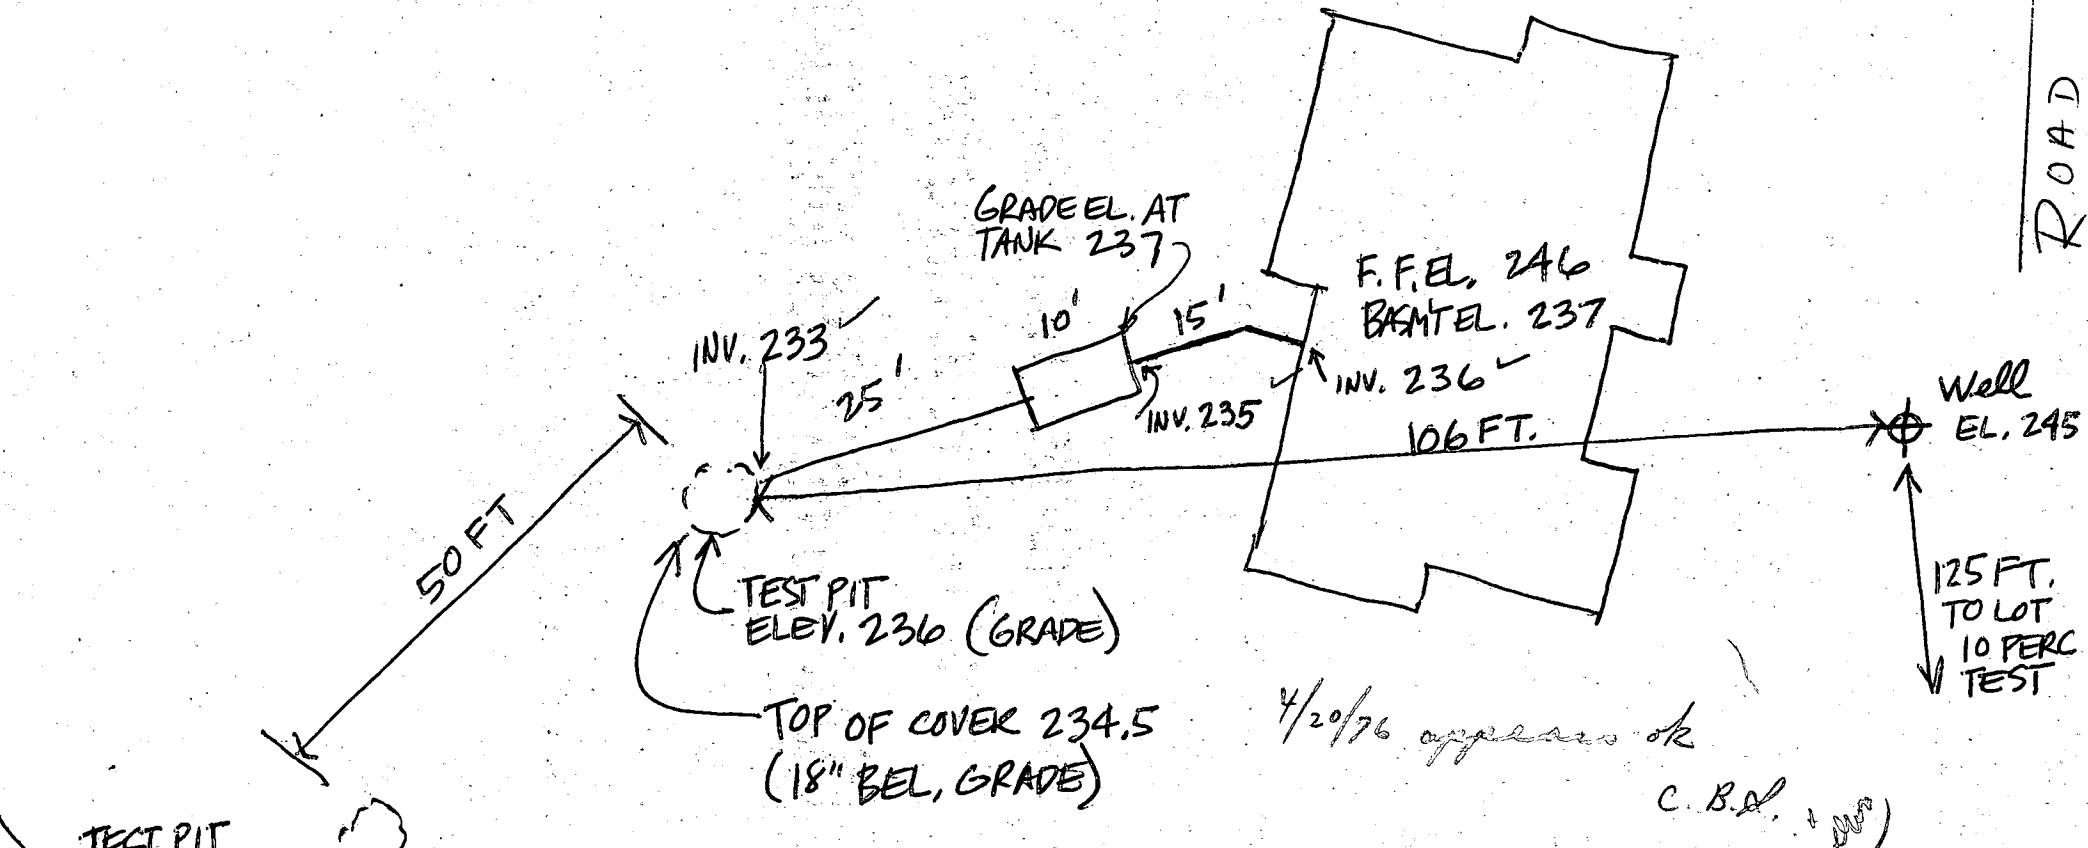 ROAD
GRADE EL. AT
TANK 237
F.F.EL. 246
BASM'T EL. 237
10'
15'
INV. 233 ✓
25'
INV. 236 ✓
INV. 235 ✓
Well
EL. 245
106 FT.
50 FT
125 FT.
TO LOT
10 PERC
TEST
TEST PIT
ELEV. 236 (GRADE)
TOP OF COVER 234.5
(18" BEL, GRADE)
4/20/76 appears ok
C. B.
TEST PIT